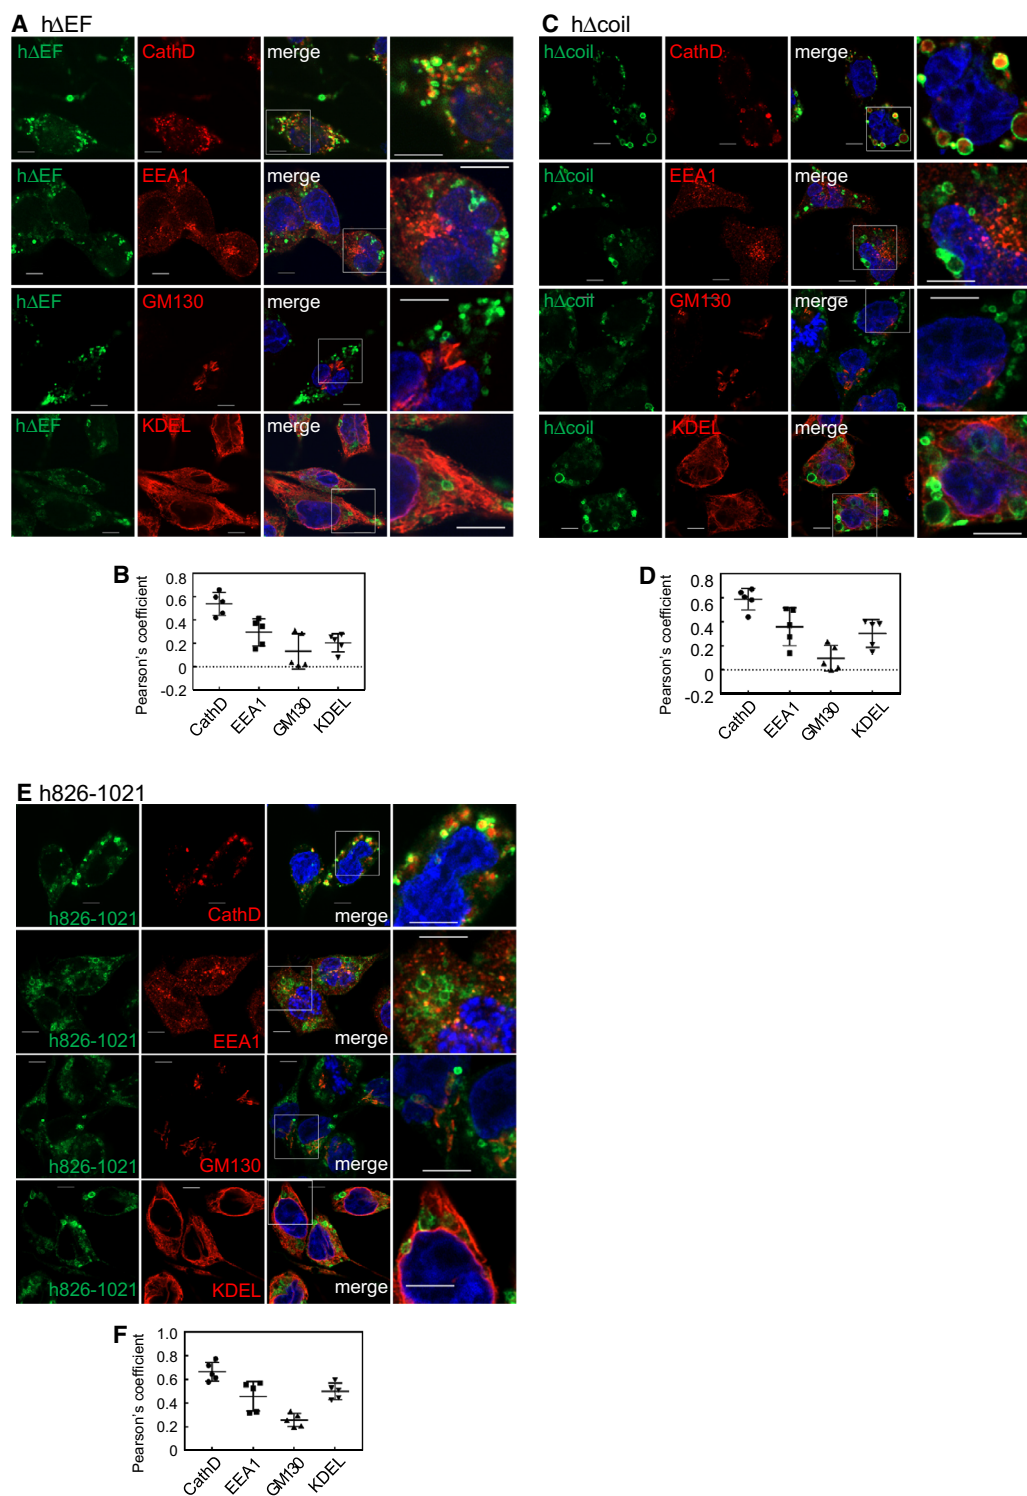 A hΔEF
hΔEF CathD merge
hΔEF EEA1 merge
hΔEF GM130 merge
hΔEF KDEL merge
B
Pearson's coefficient
0.8
0.6
0.4
0.2
0
-0.2
CathD EEA1 GM130 KDEL
C hΔcoil
hΔcoil CathD merge
hΔcoil EEA1 merge
hΔcoil GM130 merge
hΔcoil KDEL merge
D
Pearson's coefficient
0.8
0.6
0.4
0.2
0
-0.2
CathD EEA1 GM130 KDEL
E h826-1021
h826-1021 CathD merge
h826-1021 EEA1 merge
h826-1021 GM130 merge
h826-1021 KDEL merge
F
Pearson's coefficient
1.0
0.8
0.6
0.4
0.2
0
CathD EEA1 GM130 KDEL